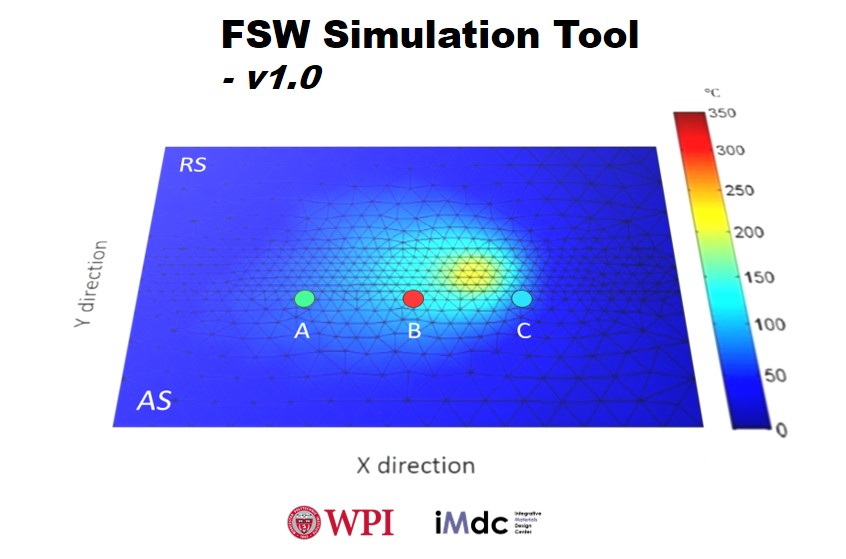 FSW Simulation Tool
- v1.0
°C
350
300
250
200
150
100
50
0
RS
Y direction
A
B
C
AS
X direction
WPI
iMdc
Integrative
Materials
Design
Center